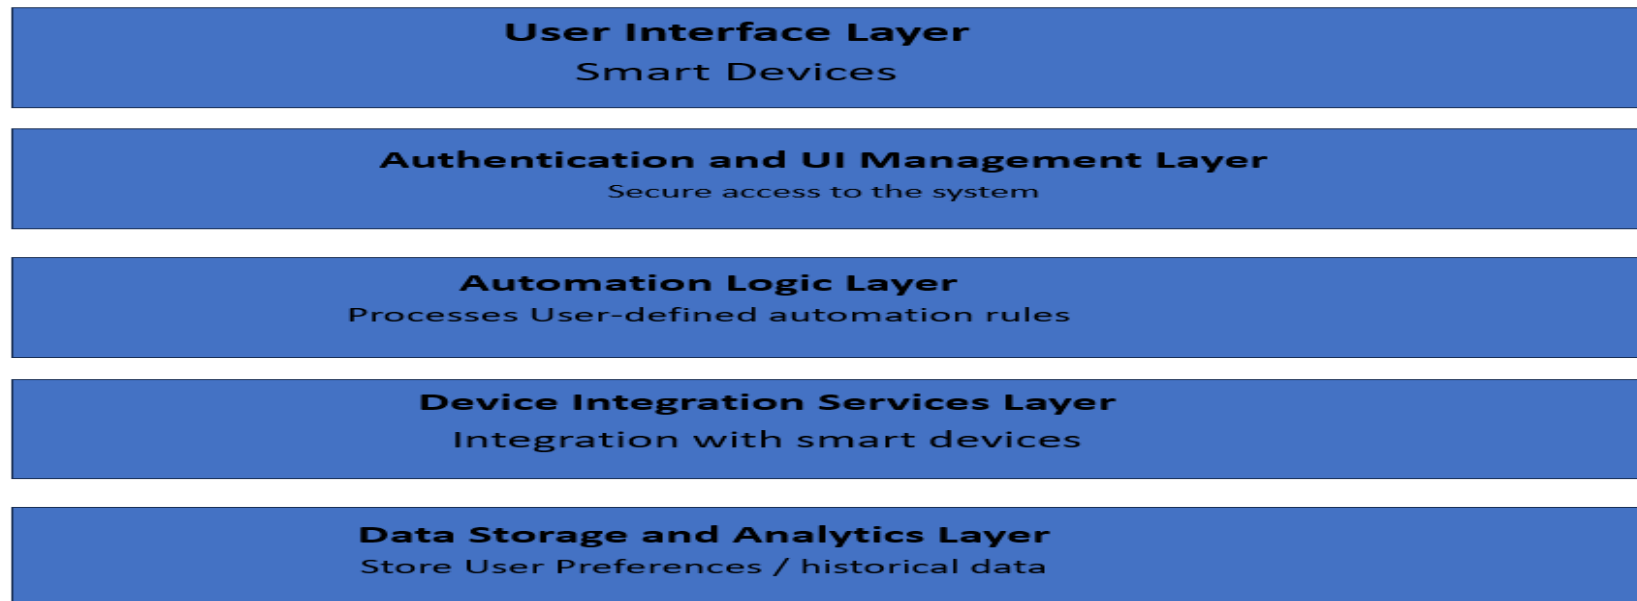 User Interface Layer
Smart Devices
Authentication and UI Management Layer
Secure access to the system
Automation Logic Layer
Processes User-defined automation rules
Device Integration Services Layer
Integration with smart devices
Data Storage and Analytics Layer
Store User Preferences / historical data